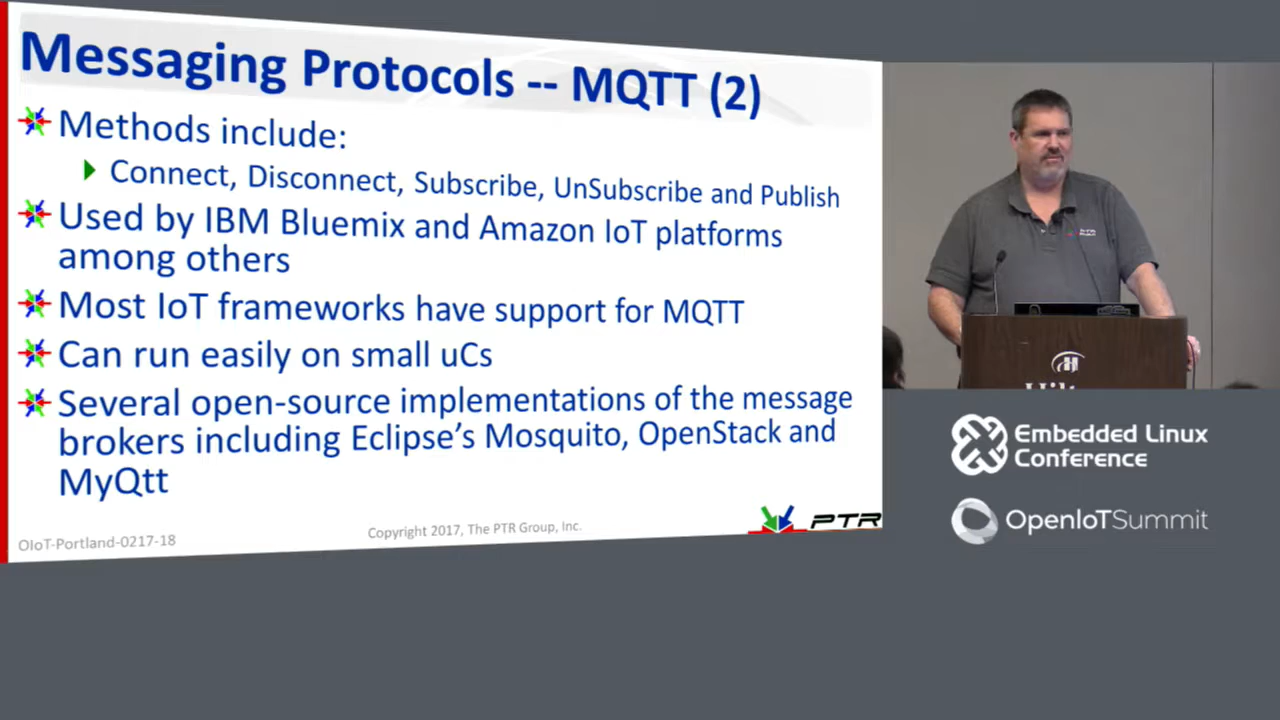 Messaging Protocols -- MQTT (2)
Methods include:
Connect, Disconnect, Subscribe, UnSubscribe and Publish
Used by IBM Bluemix and Amazon IoT platforms
among others
Most IoT frameworks have support for MQTT
Can run easily on small uCs
Several open-source implementations of the message
brokers including Eclipse's Mosquito, OpenStack and
MyQtt
OIoT-Portland-0217-18
Copyright 2017, The PTR Group, Inc.
PTR
Embedded Linux
Conference
OpenIoTSummit